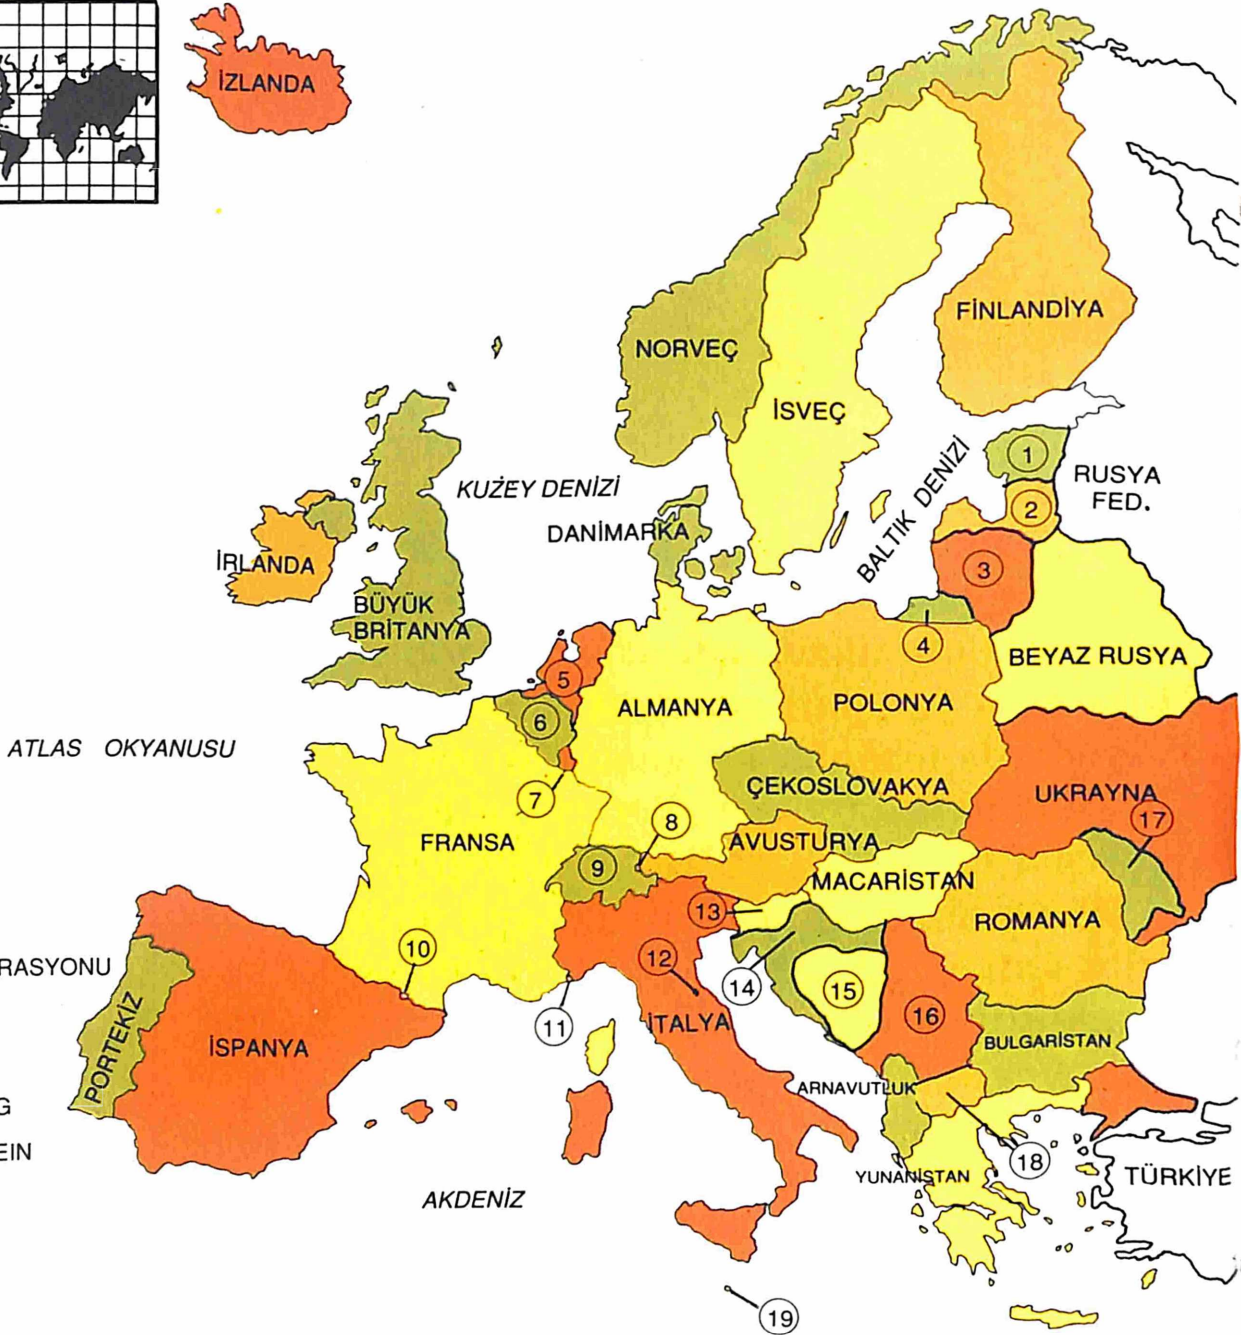 İZLANDA
FİNLANDİYA
NORVEÇ
İSVEÇ
KUZEY DENİZİ
BALTIK DENİZİ
1
RUSYA
FED.
2
DANİMARKA
İRLANDA
3
BÜYÜK
BRİTANYA
4
BEYAZ RUSYA
5
6
ALMANYA
POLONYA
ATLAS OKYANUSU
7
ÇEKOSLOVAKYA
UKRAYNA
17
8
FRANSA
AVUSTURYA
9
MACARİSTAN
13
ROMANYA
10
12
RASYONU
14
15
11
16
İTALYA
PORTEKİZ
İSPANYA
BULGARİSTAN
ARNAVUTLUK
G
EIN
18
YUNANİSTAN
TÜRKİYE
AKDENİZ
19